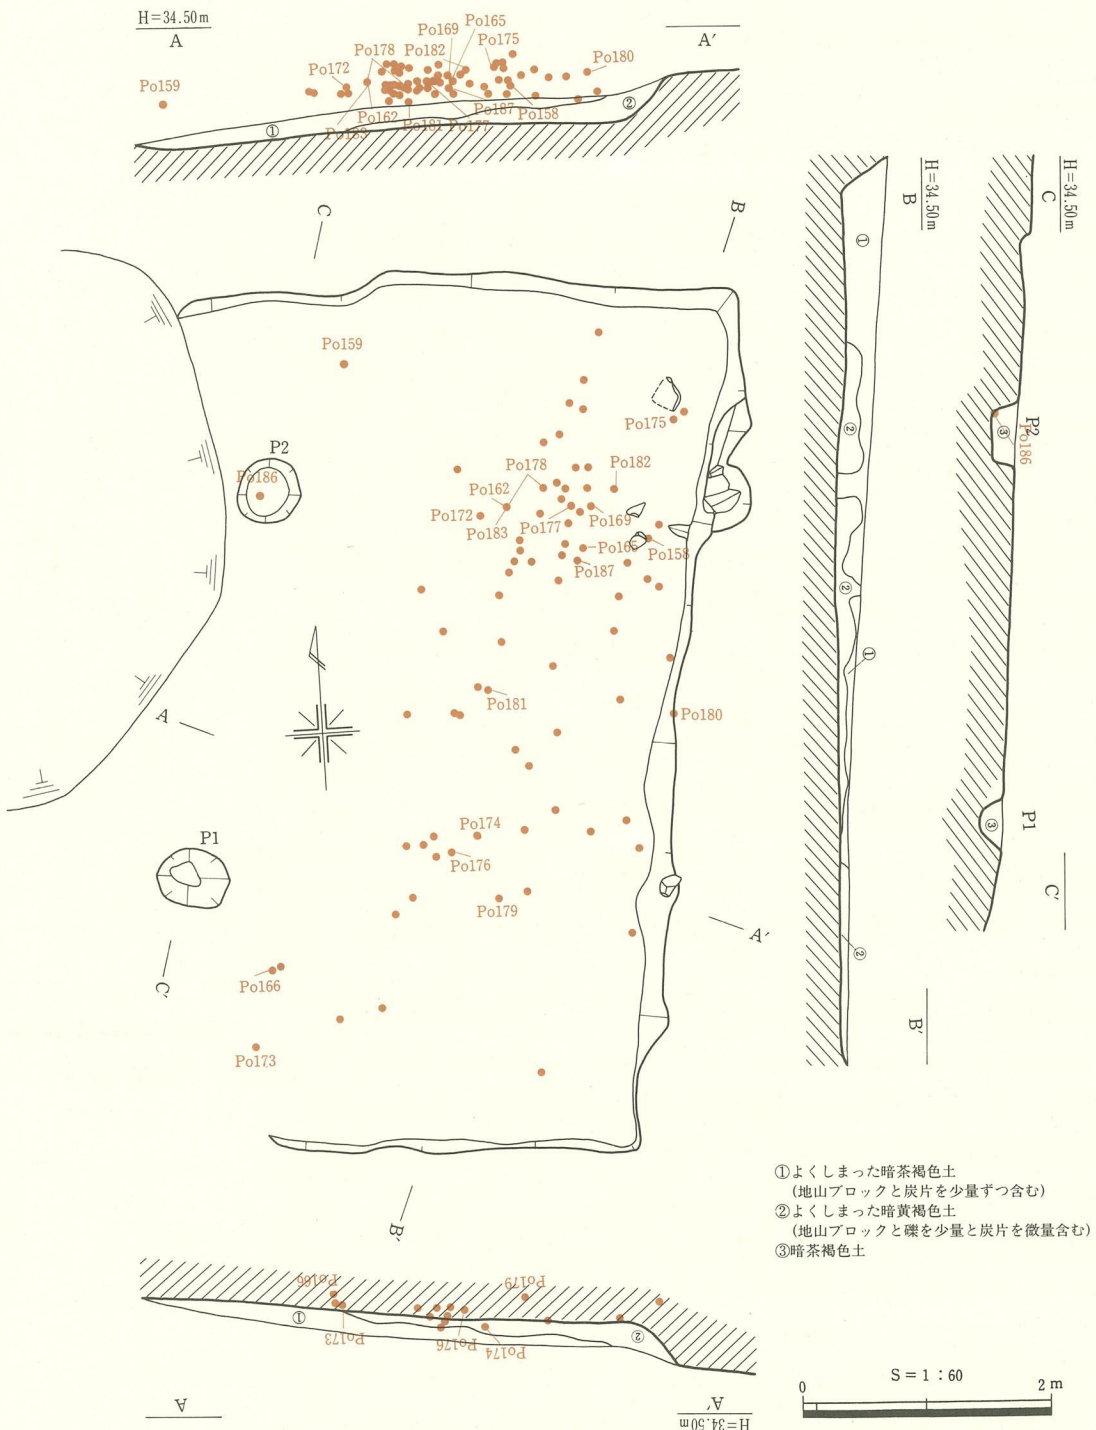 H=34.50m
A
A′
Po165
Po169
Po178
Po182
Po175
Po180
Po172
Po159
Po162
Po187
Po158
Po183
Po181
Po177
①
②
H=34.50m
B
①
②
②
①
②
B′
H=34.50m
C
P2
③
Po186
P1
③
C′
C
B
Po159
P2
Po186
Po175
Po178
Po182
Po162
Po172
Po183
Po177
Po169
Po165
Po158
Po187
Po181
Po180
A
P1
Po174
Po176
Po179
A′
C′
Po166
Po173
B′
①よくしまった暗茶褐色土
(地山ブロックと炭片を少量ずつ含む)
②よくしまった暗黄褐色土
(地山ブロックと礫を少量と炭片を微量含む)
③暗茶褐色土
Po166
Po179
①
②
Po173
Po176
Po174
A
A′
H=34.50m
S=1:60
0
2 m